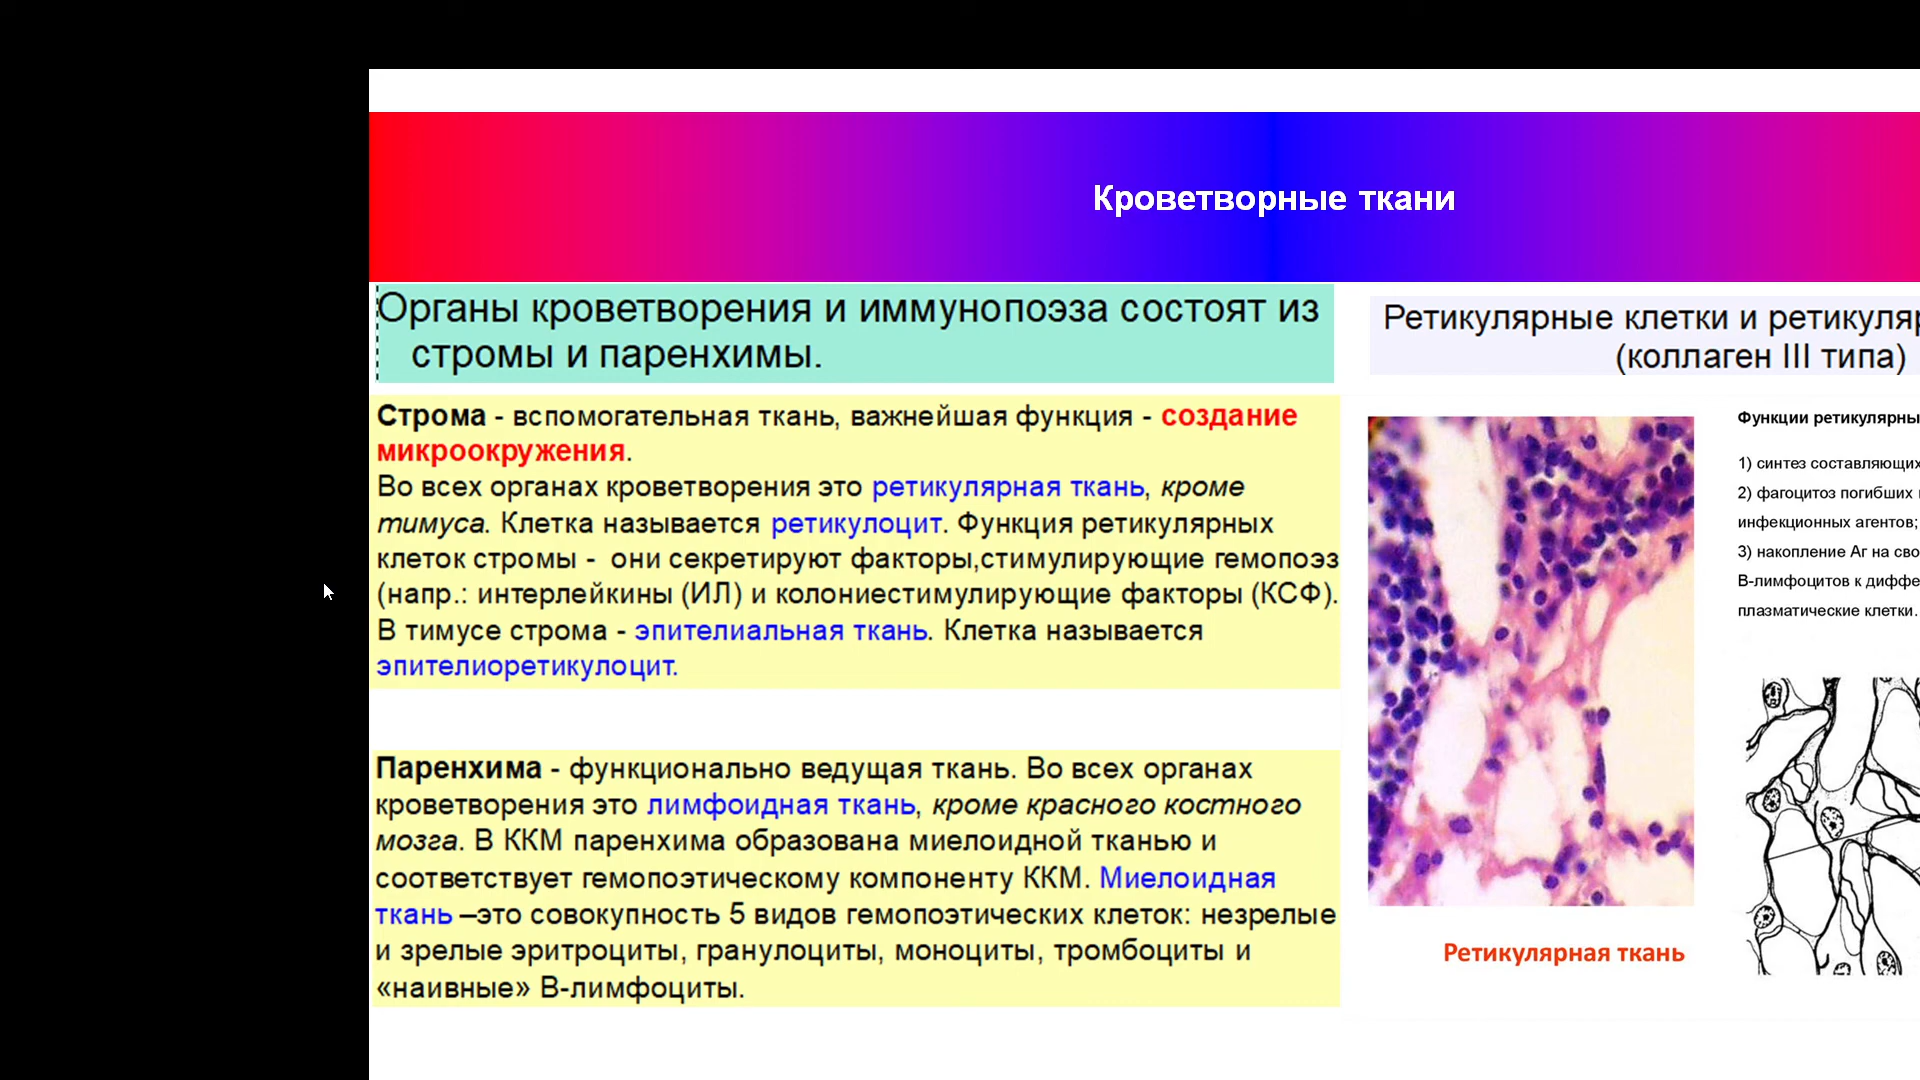 Кроветворные ткани
Органы кроветворения и иммунопоэза состоят из
стромы и паренхимы.
Строма - вспомогательная ткань, важнейшая функция - создание
микроокружения.
Во всех органах кроветворения это ретикулярная ткань, кроме
тимуса. Клетка называется ретикулоцит. Функция ретикулярных
клеток стромы - они секретируют факторы,стимулирующие гемопоэз
(напр.: интерлейкины (ИЛ) и колониестимулирующие факторы (КСФ).
В тимусе строма - эпителиальная ткань. Клетка называется
эпителиоретикулоцит.
Паренхима - функционально ведущая ткань. Во всех органах
кроветворения это лимфоидная ткань, кроме красного костного
мозга. В ККМ паренхима образована миелоидной тканью и
соответствует гемопоэтическому компоненту ККМ. Миелоидная
ткань –это совокупность 5 видов гемопоэтических клеток: незрелые
и зрелые эритроциты, гранулоциты, моноциты, тромбоциты и
«наивные» В-лимфоциты.
Ретикулярные клетки и
(коллаген III типа)
Функции
1) синтез составляющих
2) фагоцитоз погибших
инфекционных агентов;
3) накопление Аг на
В-лимфоцитов к
плазматические клетки.
Ретикулярная ткань